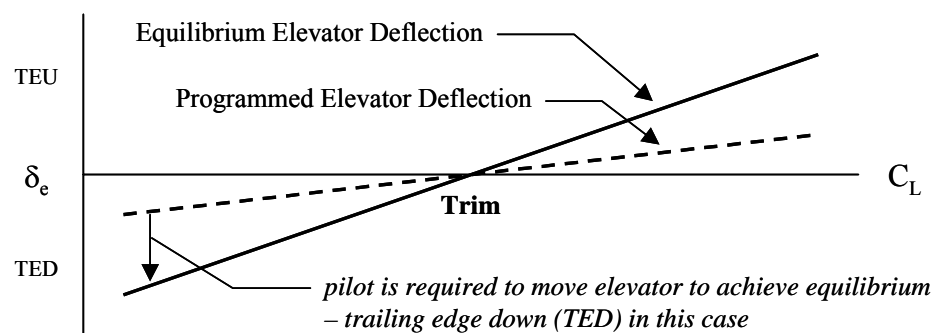 Equilibrium Elevator Deflection
TEU
Programmed Elevator Deflection
δe
CL
Trim
TED
pilot is required to move elevator to achieve equilibrium
– trailing edge down (TED) in this case